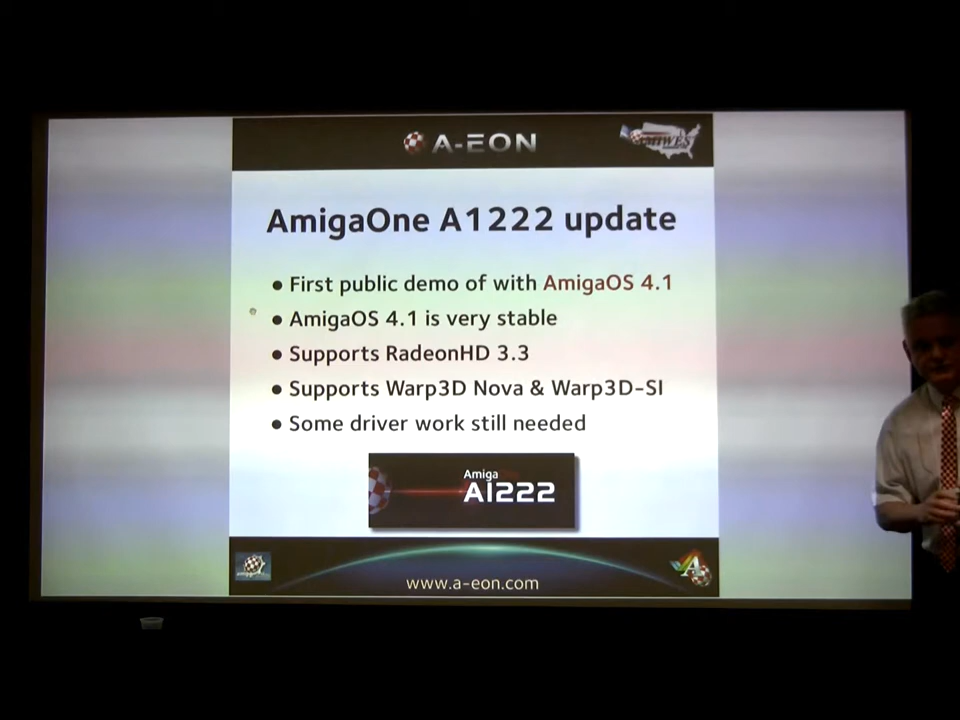 A-EON
AMIWEST
AmigaOne A1222 update
• First public demo of with AmigaOS 4.1
• AmigaOS 4.1 is very stable
• Supports RadeonHD 3.3
• Supports Warp3D Nova & Warp3D-SI
• Some driver work still needed
Amiga
A1222
www.a-eon.com